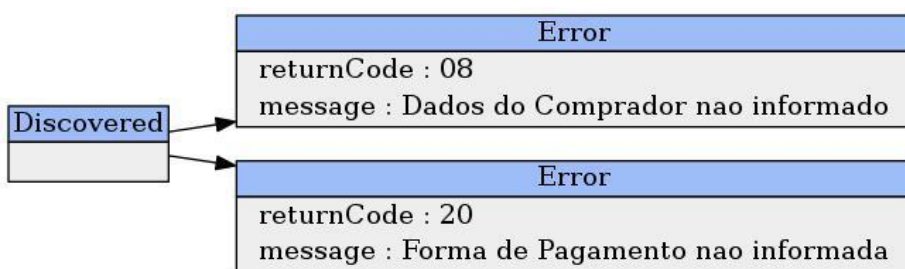 Error
returnCode : 08
message : Dados do Comprador nao informado
Discovered
Error
returnCode : 20
message : Forma de Pagamento nao informada